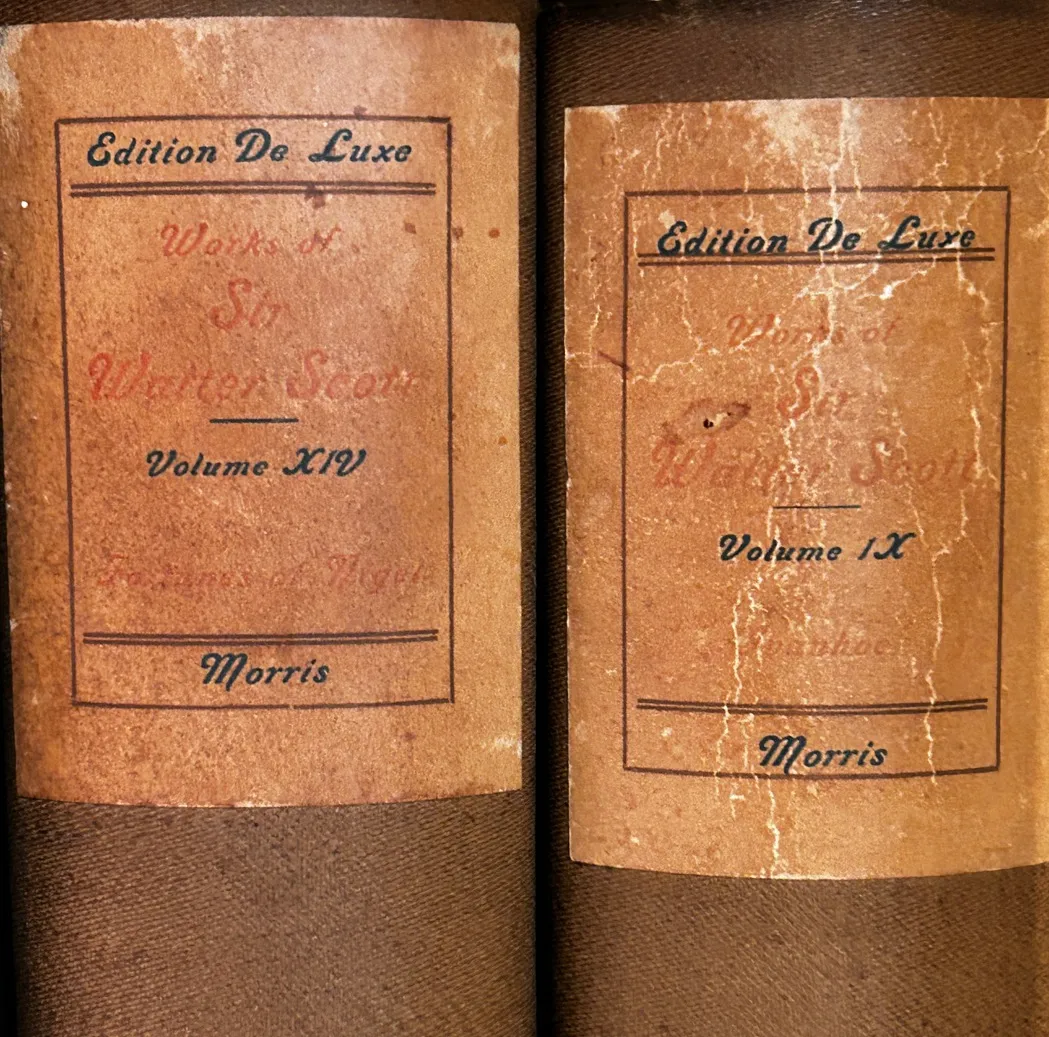 Edition De Luxe
Works of
Sir
Walter Scott
Volume XIV
Fortunes of Nigel
Morris
Edition De Luxe
Works of
Sir
Walter Scott
Volume IX
Ivanhoe
Morris